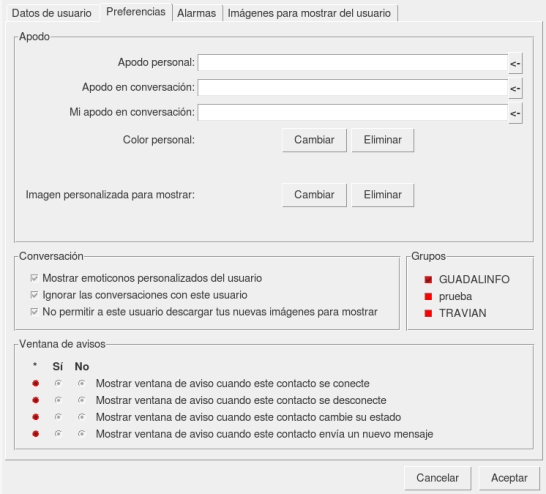 Datos de usuario Preferencias Alarmas Imágenes para mostrar del usuario
Apodo
Apodo personal: <-
Apodo en conversación: <-
Mi apodo en conversación: <-
Color personal: Cambiar Eliminar
Imagen personalizada para mostrar: Cambiar Eliminar
Conversación
Mostrar emoticonos personalizados del usuario
Ignorar las conversaciones con este usuario
No permitir a este usuario descargar tus nuevas imágenes para mostrar
Grupos
GUADALINFO
prueba
TRAVIAN
Ventana de avisos
* Sí No
Mostrar ventana de aviso cuando este contacto se conecte
Mostrar ventana de aviso cuando este contacto se desconecte
Mostrar ventana de aviso cuando este contacto cambie su estado
Mostrar ventana de aviso cuando este contacto envía un nuevo mensaje
Cancelar Aceptar